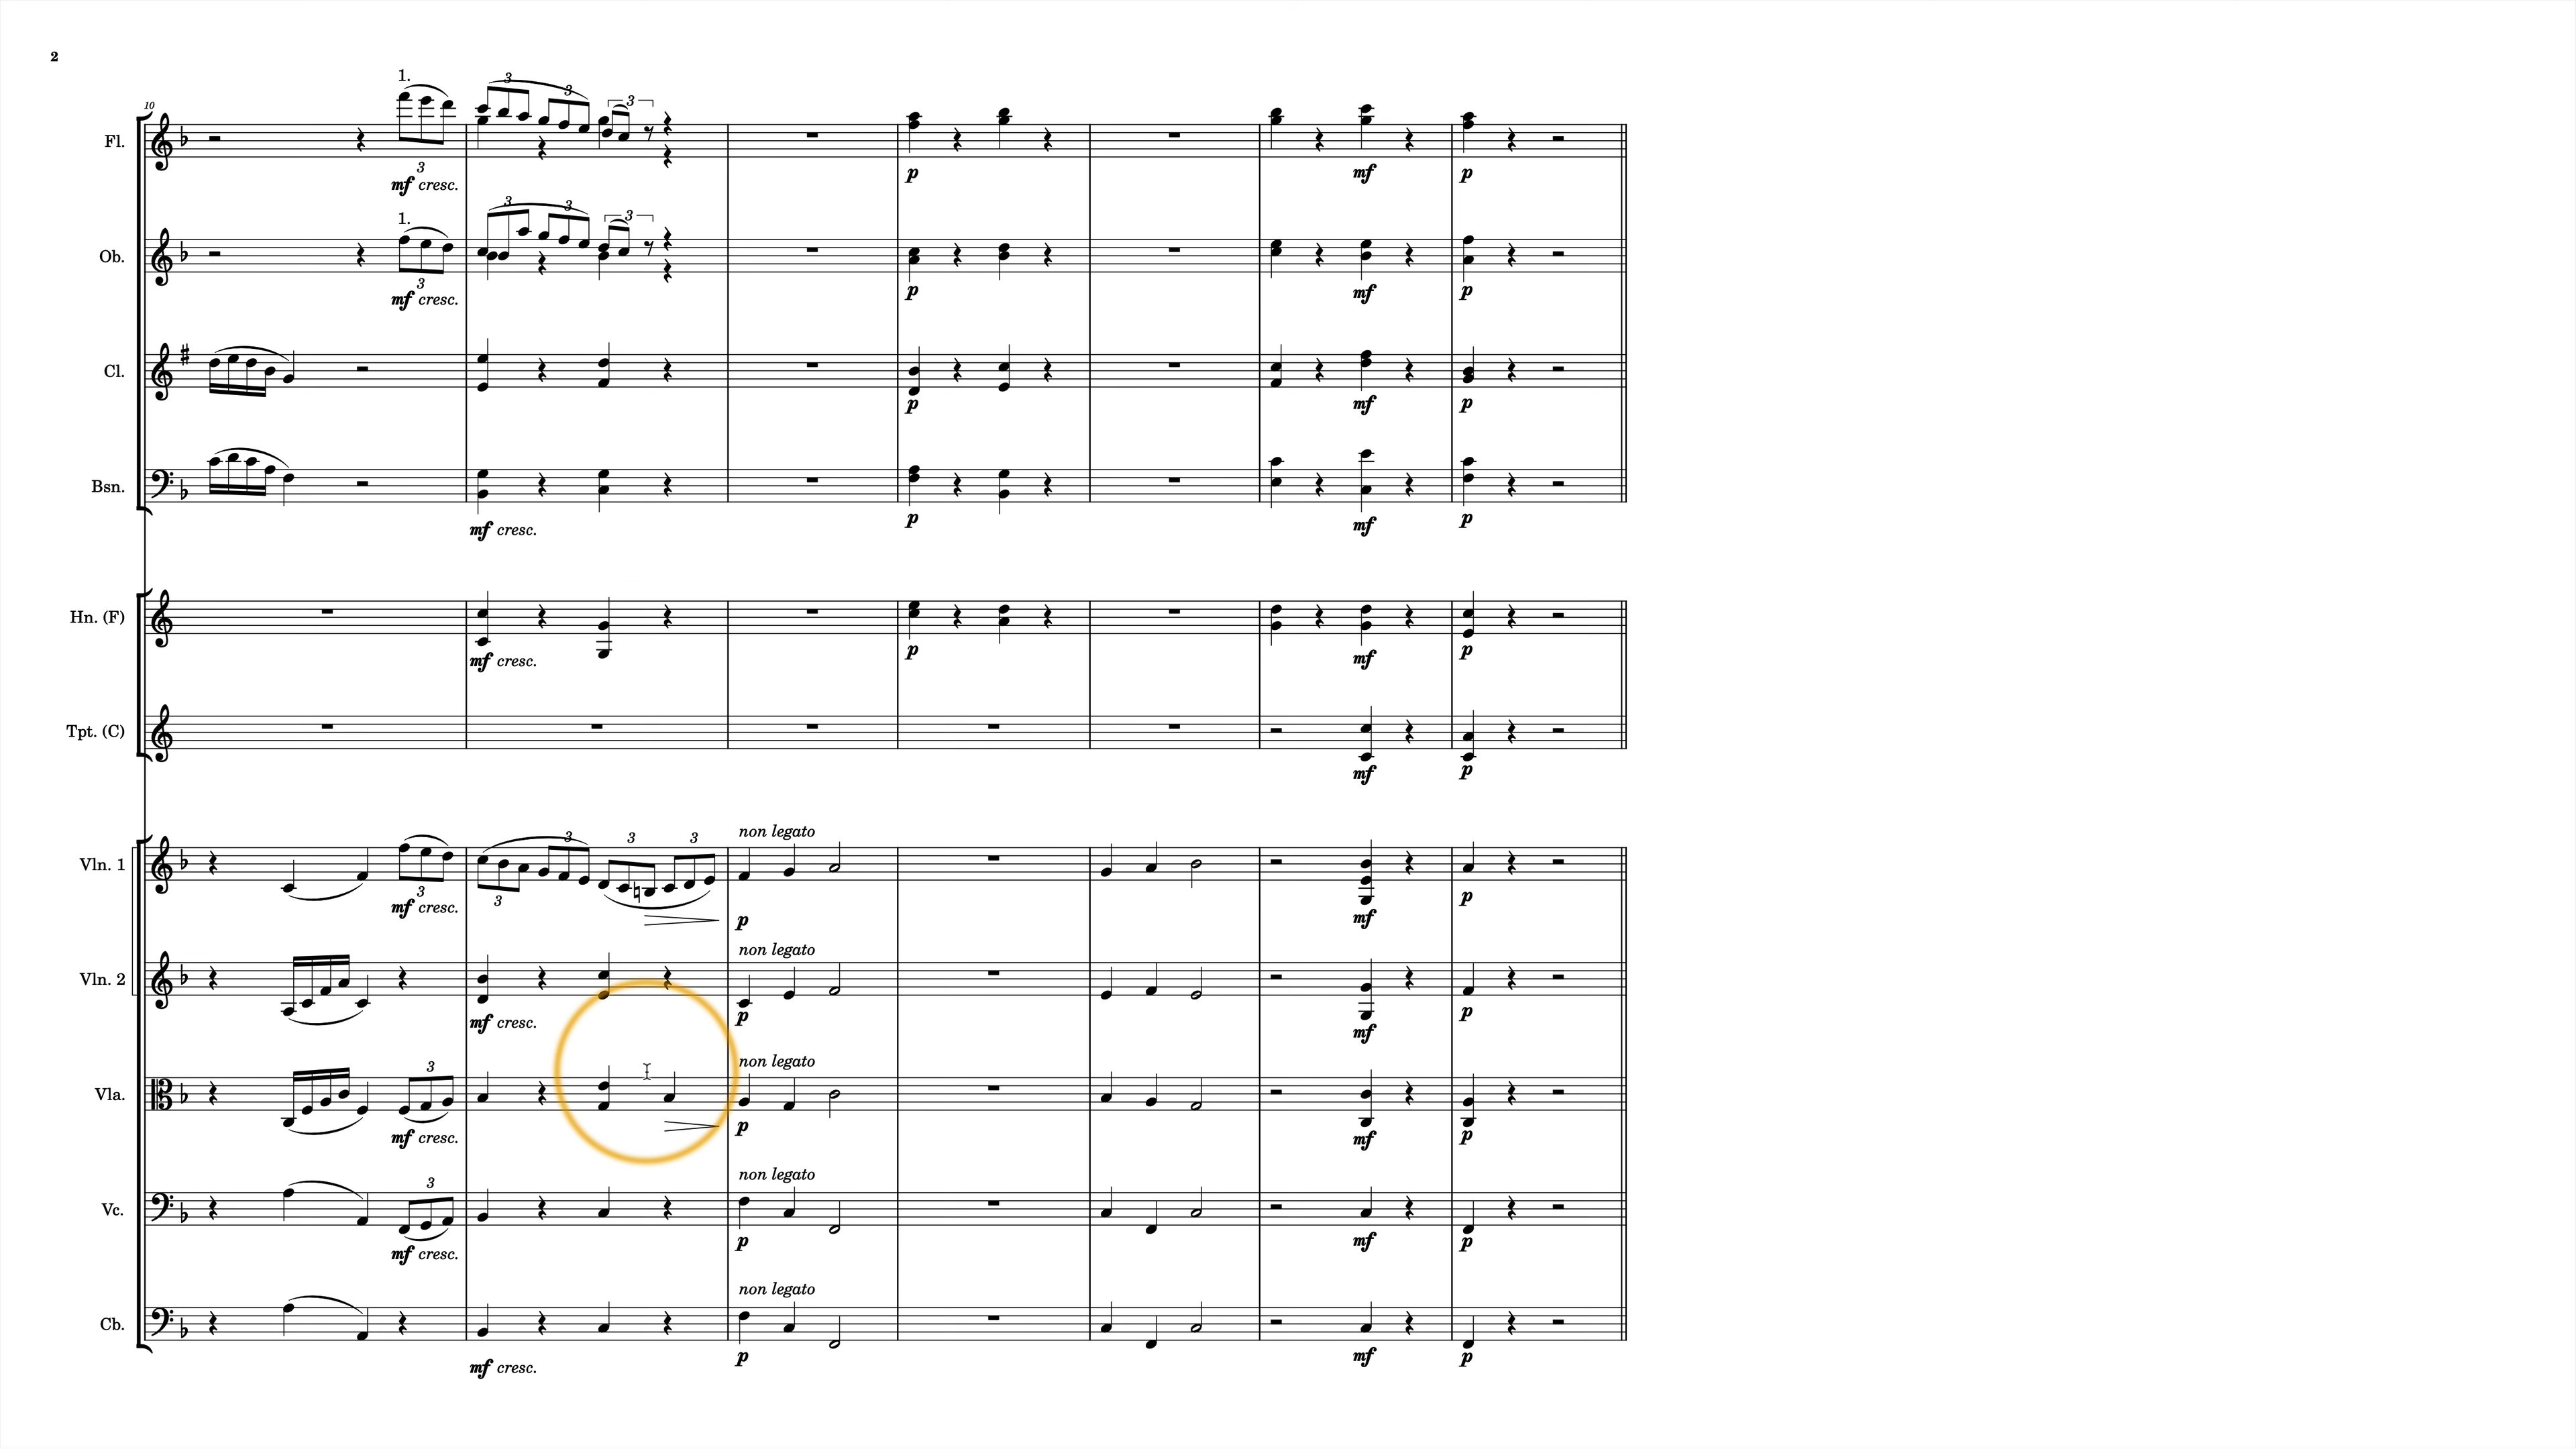 2
1.
10
3 3 3
Fl.
3
mf cresc. p mf p
1. 3 3 3
Ob.
3
mf cresc. p mf p
Cl.
p mf p
Bsn.
mf cresc. p mf p
Hn. (F)
mf cresc. p mf p
Tpt. (C)
mf p
3 3 3 non legato
Vln. 1
3 3
mf cresc. p mf p
non legato
Vln. 2
mf cresc. p mf p
3 non legato
Vla.
mf cresc. p mf p
3 non legato
Vc.
mf cresc. p mf p
non legato
Cb.
mf cresc. p mf p